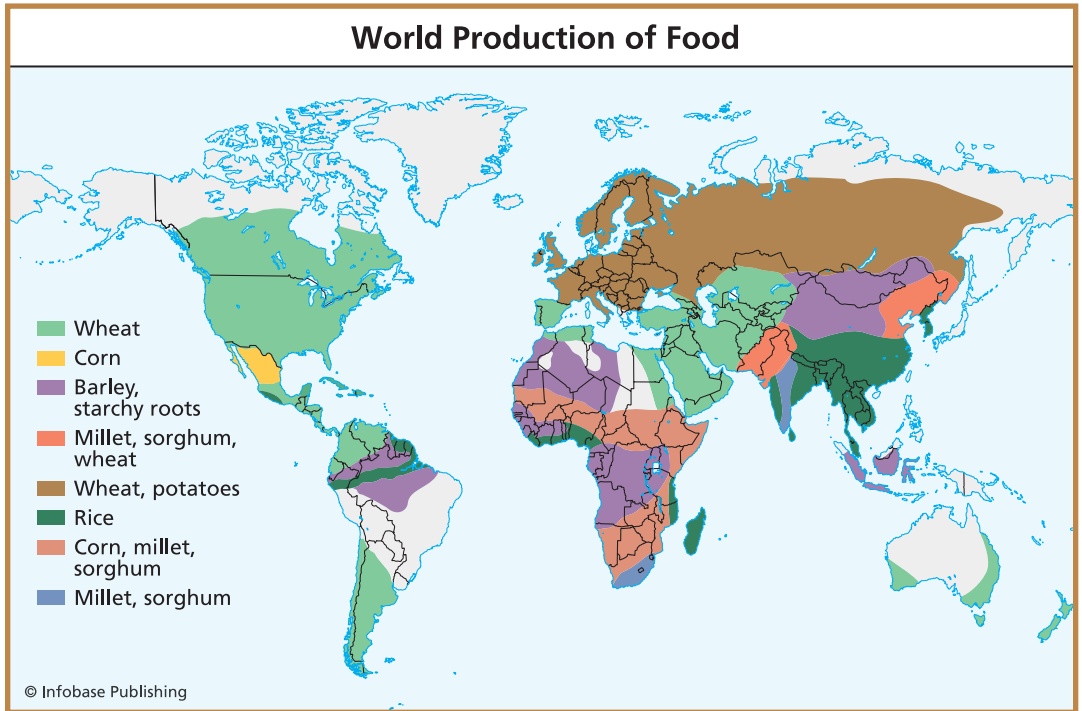 World Production of Food
Wheat
Corn
Barley,
starchy roots
Millet, sorghum,
wheat
Wheat, potatoes
Rice
Corn, millet,
sorghum
Millet, sorghum
© Infobase Publishing